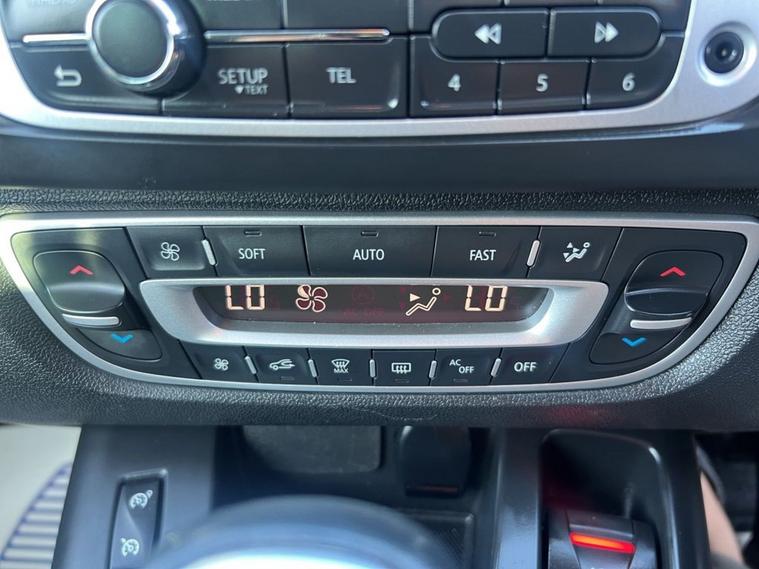 SETUP
TEXT
TEL
4
5
6
SOFT
AUTO
FAST
LO
LO
MAX
AC
OFF
OFF